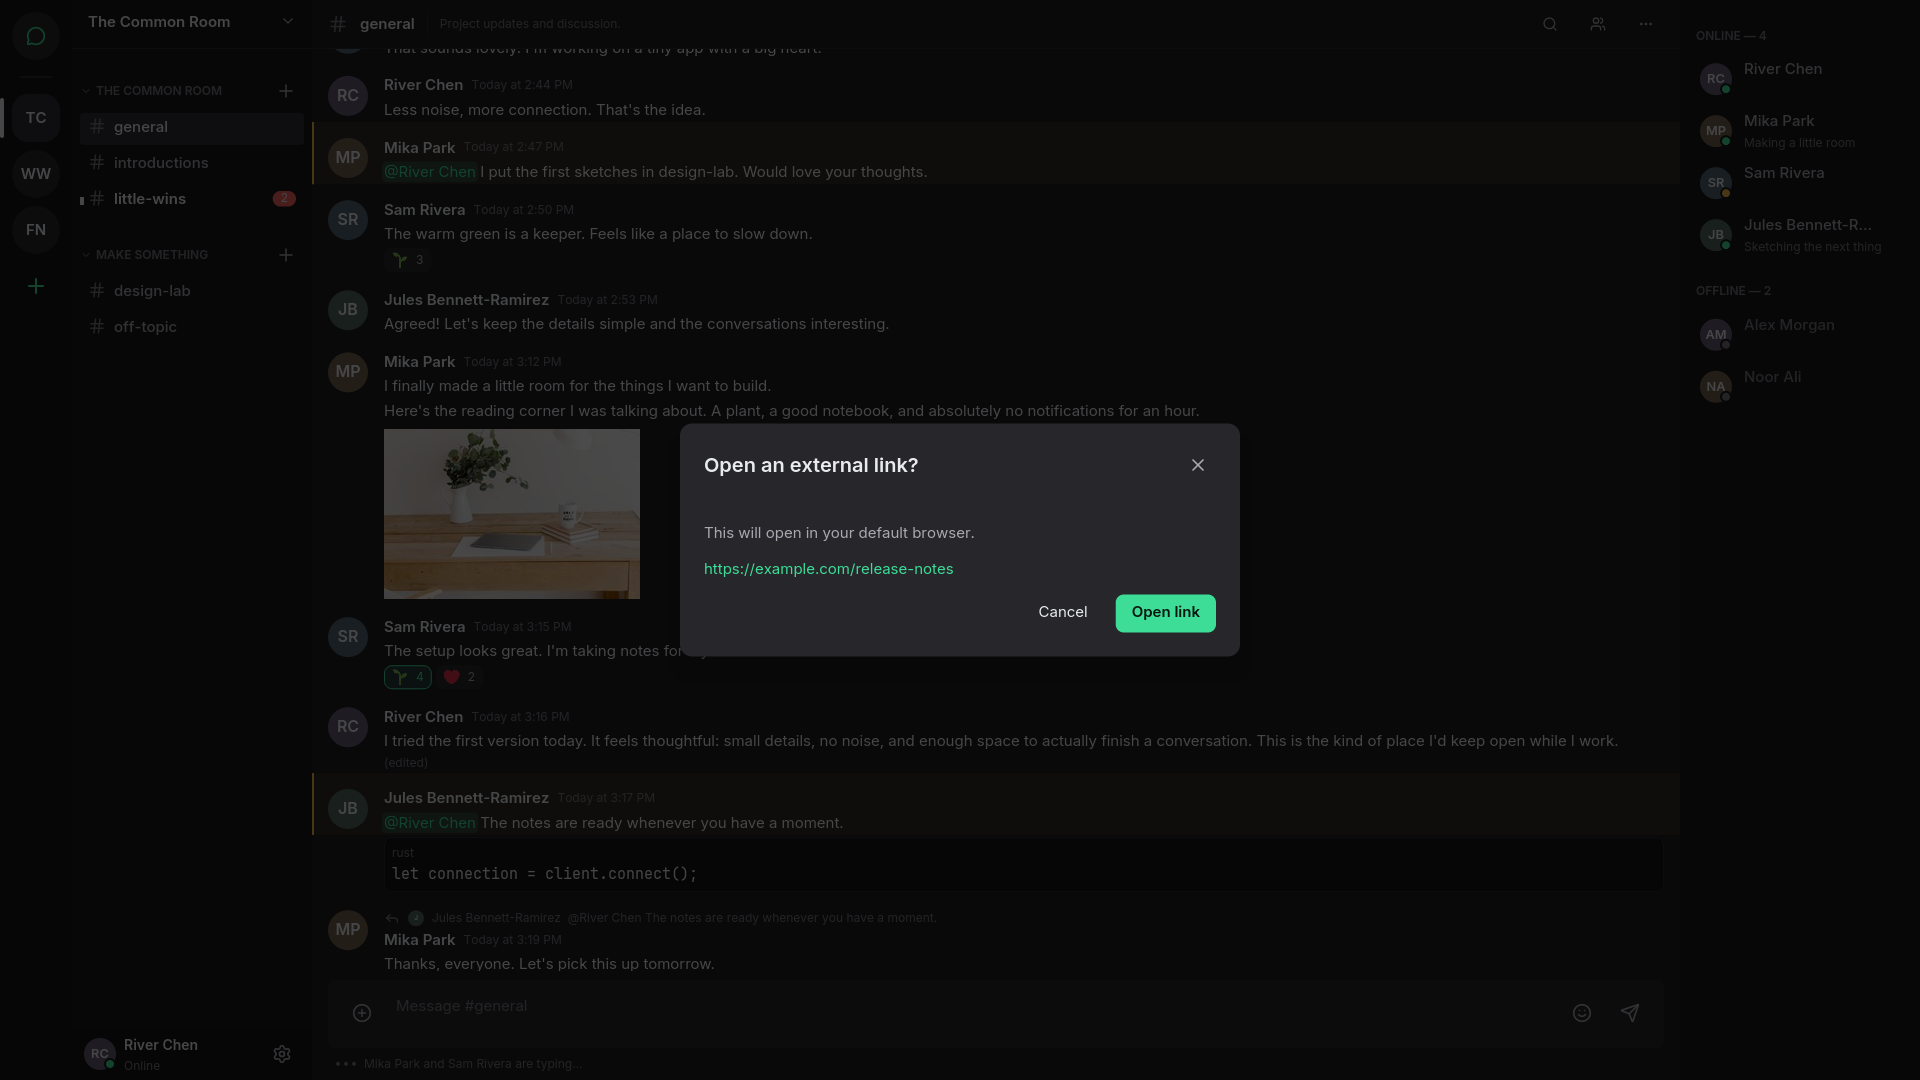 The Common Room
THE COMMON ROOM
general
introductions
little-wins
2
MAKE SOMETHING
design-lab
off-topic
TC
WW
FN
RC
River Chen
Online
general
Project updates and discussion.
That sounds lovely. I'm working on a tiny app with a big heart.
RC
River Chen Today at 2:44 PM
Less noise, more connection. That's the idea.
MP
Mika Park Today at 2:47 PM
@River Chen I put the first sketches in design-lab. Would love your thoughts.
SR
Sam Rivera Today at 2:50 PM
The warm green is a keeper. Feels like a place to slow down.
3
JB
Jules Bennett-Ramirez Today at 2:53 PM
Agreed! Let's keep the details simple and the conversations interesting.
MP
Mika Park Today at 3:12 PM
I finally made a little room for the things I want to build.
Here's the reading corner I was talking about. A plant, a good notebook, and absolutely no notifications for an hour.
SR
Sam Rivera Today at 3:15 PM
The setup looks great. I'm taking notes for
4
2
RC
River Chen Today at 3:16 PM
I tried the first version today. It feels thoughtful: small details, no noise, and enough space to actually finish a conversation. This is the kind of place I'd keep open while I work.
(edited)
JB
Jules Bennett-Ramirez Today at 3:17 PM
@River Chen The notes are ready whenever you have a moment.
rust
let connection = client.connect();
Jules Bennett-Ramirez @River Chen The notes are ready whenever you have a moment.
MP
Mika Park Today at 3:19 PM
Thanks, everyone. Let's pick this up tomorrow.
Message #general
Mika Park and Sam Rivera are typing...
Open an external link?
This will open in your default browser.
https://example.com/release-notes
Cancel
Open link
ONLINE — 4
RC
River Chen
MP
Mika Park
Making a little room
SR
Sam Rivera
JB
Jules Bennett-R...
Sketching the next thing
OFFLINE — 2
AM
Alex Morgan
NA
Noor Ali